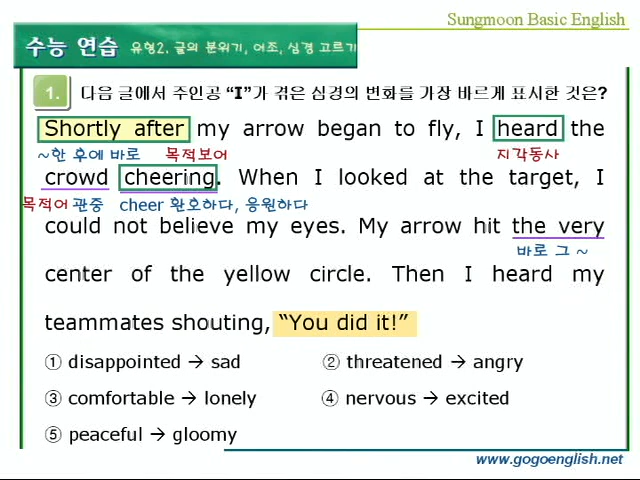 Sungmoon Basic English
수능 연습 유형2. 글의 분위기, 어조, 심경 고르기
1. 다음 글에서 주인공 “I”가 겪은 심경의 변화를 가장 바르게 표시한 것은?
Shortly after my arrow began to fly, I heard the
~한 후에 바로 목적보어 지각동사
crowd cheering. When I looked at the target, I
목적어 관중 cheer 환호하다, 응원하다
could not believe my eyes. My arrow hit the very
바로 그 ~
center of the yellow circle. Then I heard my
teammates shouting, “You did it!”
① disappointed → sad ② threatened → angry
③ comfortable → lonely ④ nervous → excited
⑤ peaceful → gloomy
www.gogoenglish.net